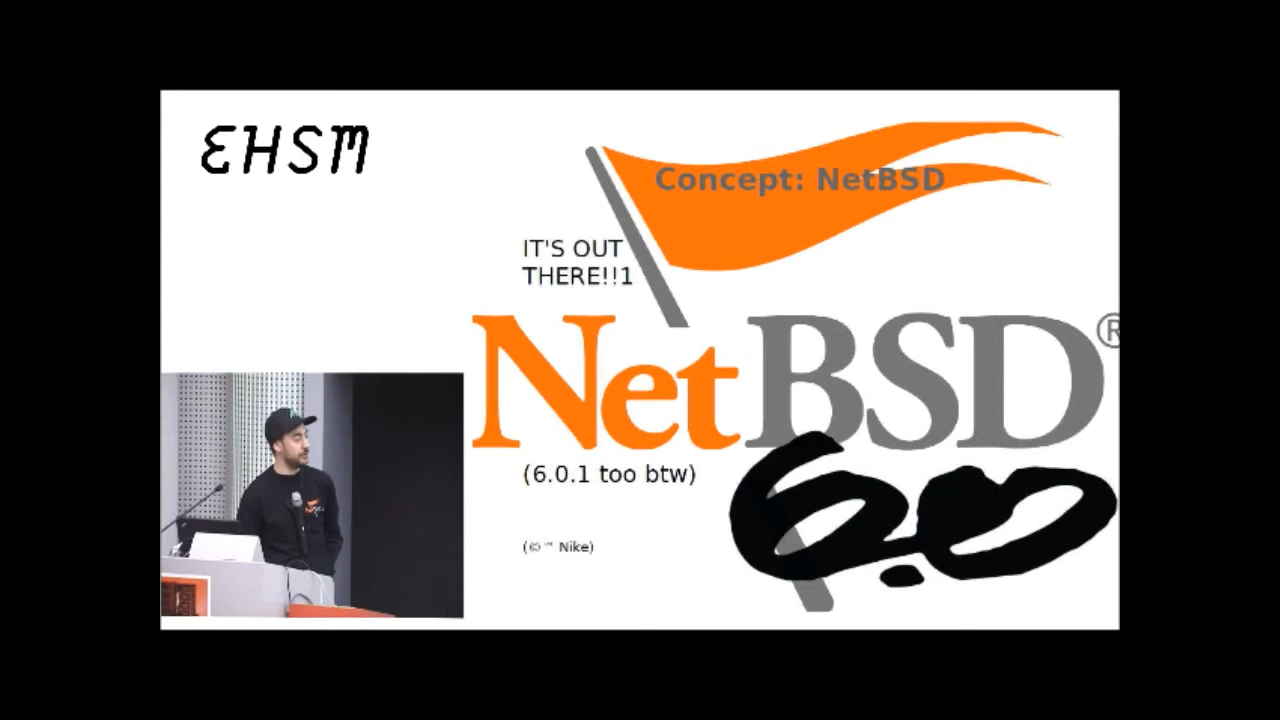 EHSM
Concept: NetBSD
IT'S OUT
THERE!!1
NetBSD®
6.0
(6.0.1 too btw)
(©™ Nike)